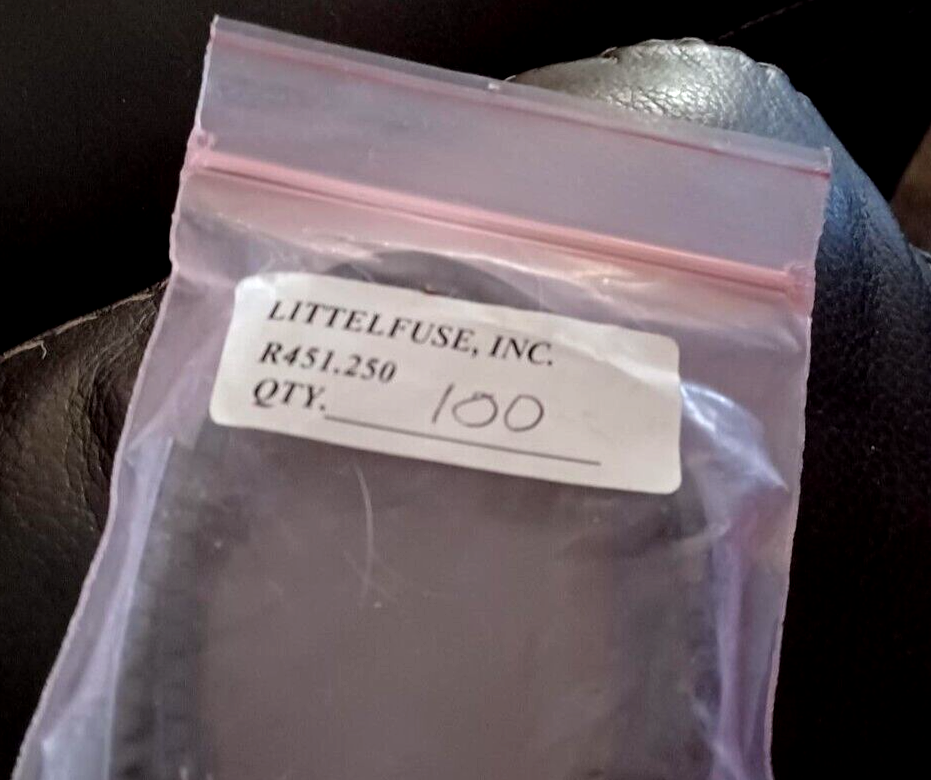 LITTELFUSE, INC.
R451.250
QTY. 100